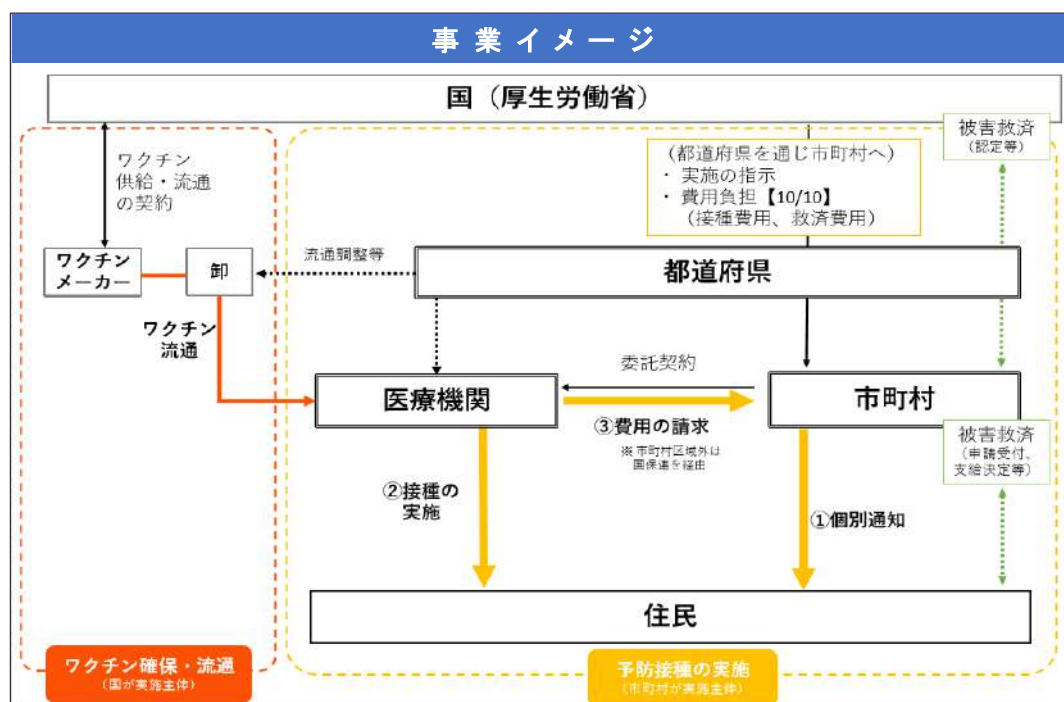 事業イメージ
国（厚生労働省）
ワクチン
供給・流通
の契約
（都道府県を通じ市町村へ）
・ 実施の指示
・ 費用負担【10/10】
（接種費用、救済費用）
被害救済
（認定等）
ワクチン
メーカー
卸
流通調整等
都道府県
ワクチン
流通
医療機関
委託契約
市町村
③費用の請求
※ 市町村区域外は
国保連を経由
被害救済
（申請受付、
支給決定等）
②接種の
実施
①個別通知
住民
ワクチン確保・流通
（国が実施主体）
予防接種の実施
（市町村が実施主体）